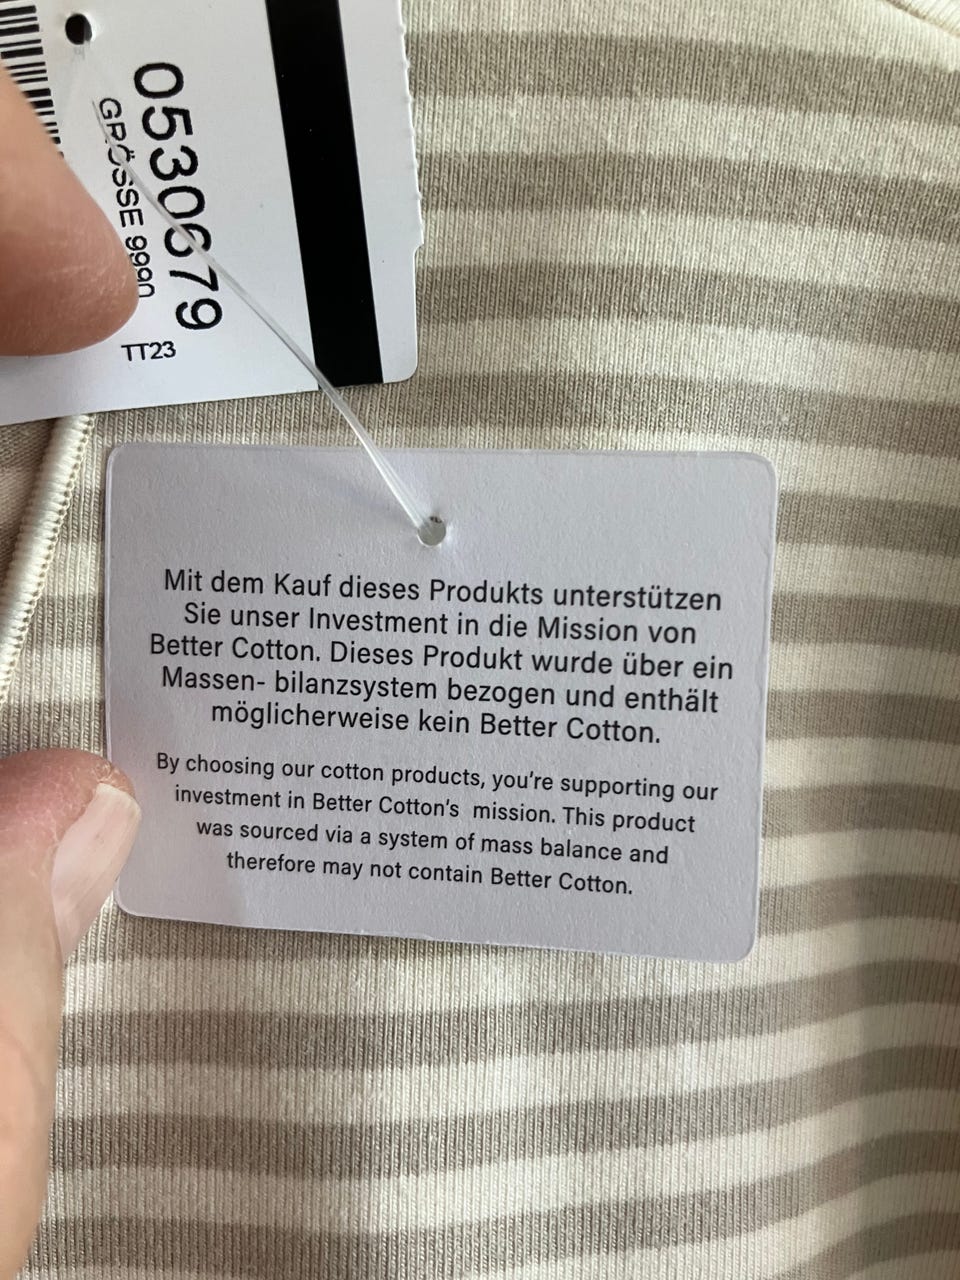 0530679
GRÖSSE 9990
TT23
Mit dem Kauf dieses Produkts unterstützen
Sie unser Investment in die Mission von
Better Cotton. Dieses Produkt wurde über ein
Massen- bilanzsystem bezogen und enthält
möglicherweise kein Better Cotton.
By choosing our cotton products, you're supporting our
investment in Better Cotton's mission. This product
was sourced via a system of mass balance and
therefore may not contain Better Cotton.